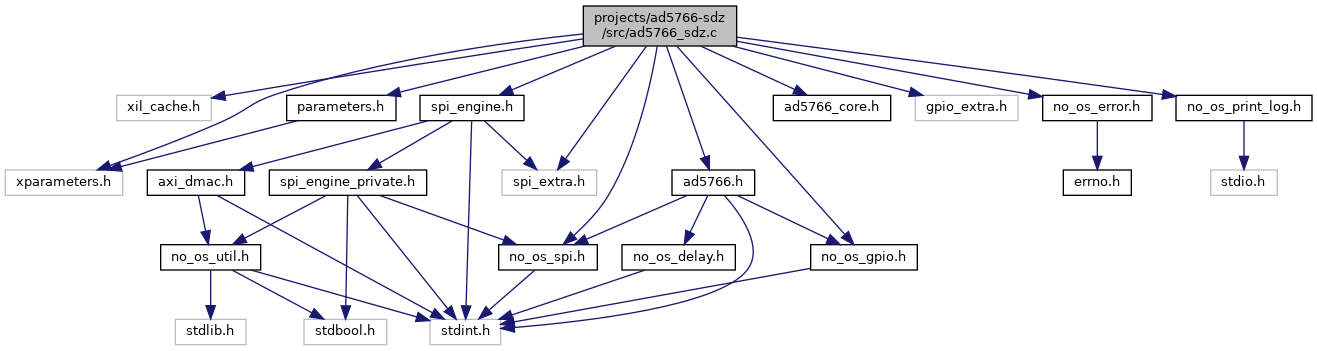 projects/ad5766-sdz
/src/ad5766_sdz.c
xil_cache.h
parameters.h
spi_engine.h
ad5766_core.h
gpio_extra.h
no_os_error.h
no_os_print_log.h
xparameters.h
axi_dmac.h
spi_engine_private.h
spi_extra.h
ad5766.h
errno.h
stdio.h
no_os_util.h
no_os_spi.h
no_os_delay.h
no_os_gpio.h
stdlib.h
stdbool.h
stdint.h